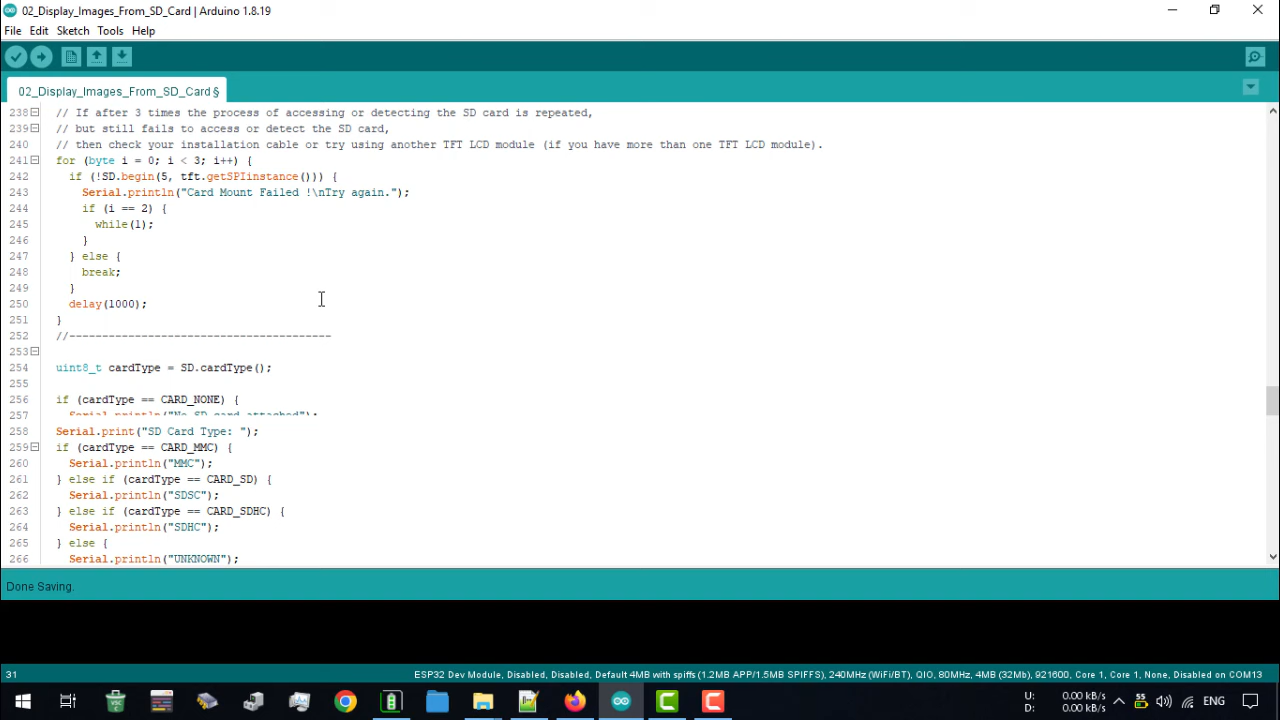 02_Display_Images_From_SD_Card | Arduino 1.8.19
File Edit Sketch Tools Help
02_Display_Images_From_SD_Card §
238 // If after 3 times the process of accessing or detecting the SD card is repeated,
239 // but still fails to access or detect the SD card,
240 // then check your installation cable or try using another TFT LCD module (if you have more than one TFT LCD module).
241 for (byte i = 0; i < 3; i++) {
242 if (!SD.begin(5, tft.getSPIinstance())) {
243 Serial.println("Card Mount Failed !\nTry again.");
244 if (i == 2) {
245 while(1);
246 }
247 } else {
248 break;
249 }
250 delay(1000);
251 }
252 //----------------------------------------
253
254 uint8_t cardType = SD.cardType();
255
256 if (cardType == CARD_NONE) {
257 Serial.println("No SD card attached");
258 Serial.print("SD Card Type: ");
259 if (cardType == CARD_MMC) {
260 Serial.println("MMC");
261 } else if (cardType == CARD_SD) {
262 Serial.println("SDSC");
263 } else if (cardType == CARD_SDHC) {
264 Serial.println("SDHC");
265 } else {
266 Serial.println("UNKNOWN");
Done Saving.
31 ESP32 Dev Module, Disabled, Disabled, Default 4MB with spiffs (1.2MB APP/1.5MB SPIFFS), 240MHz (WiFi/BT), QIO, 80MHz, 4MB (32Mb), 921600, Core 1, Core 1, None, Disabled on COM13
U: 0.00 kB/s
D: 0.00 kB/s
55
ENG